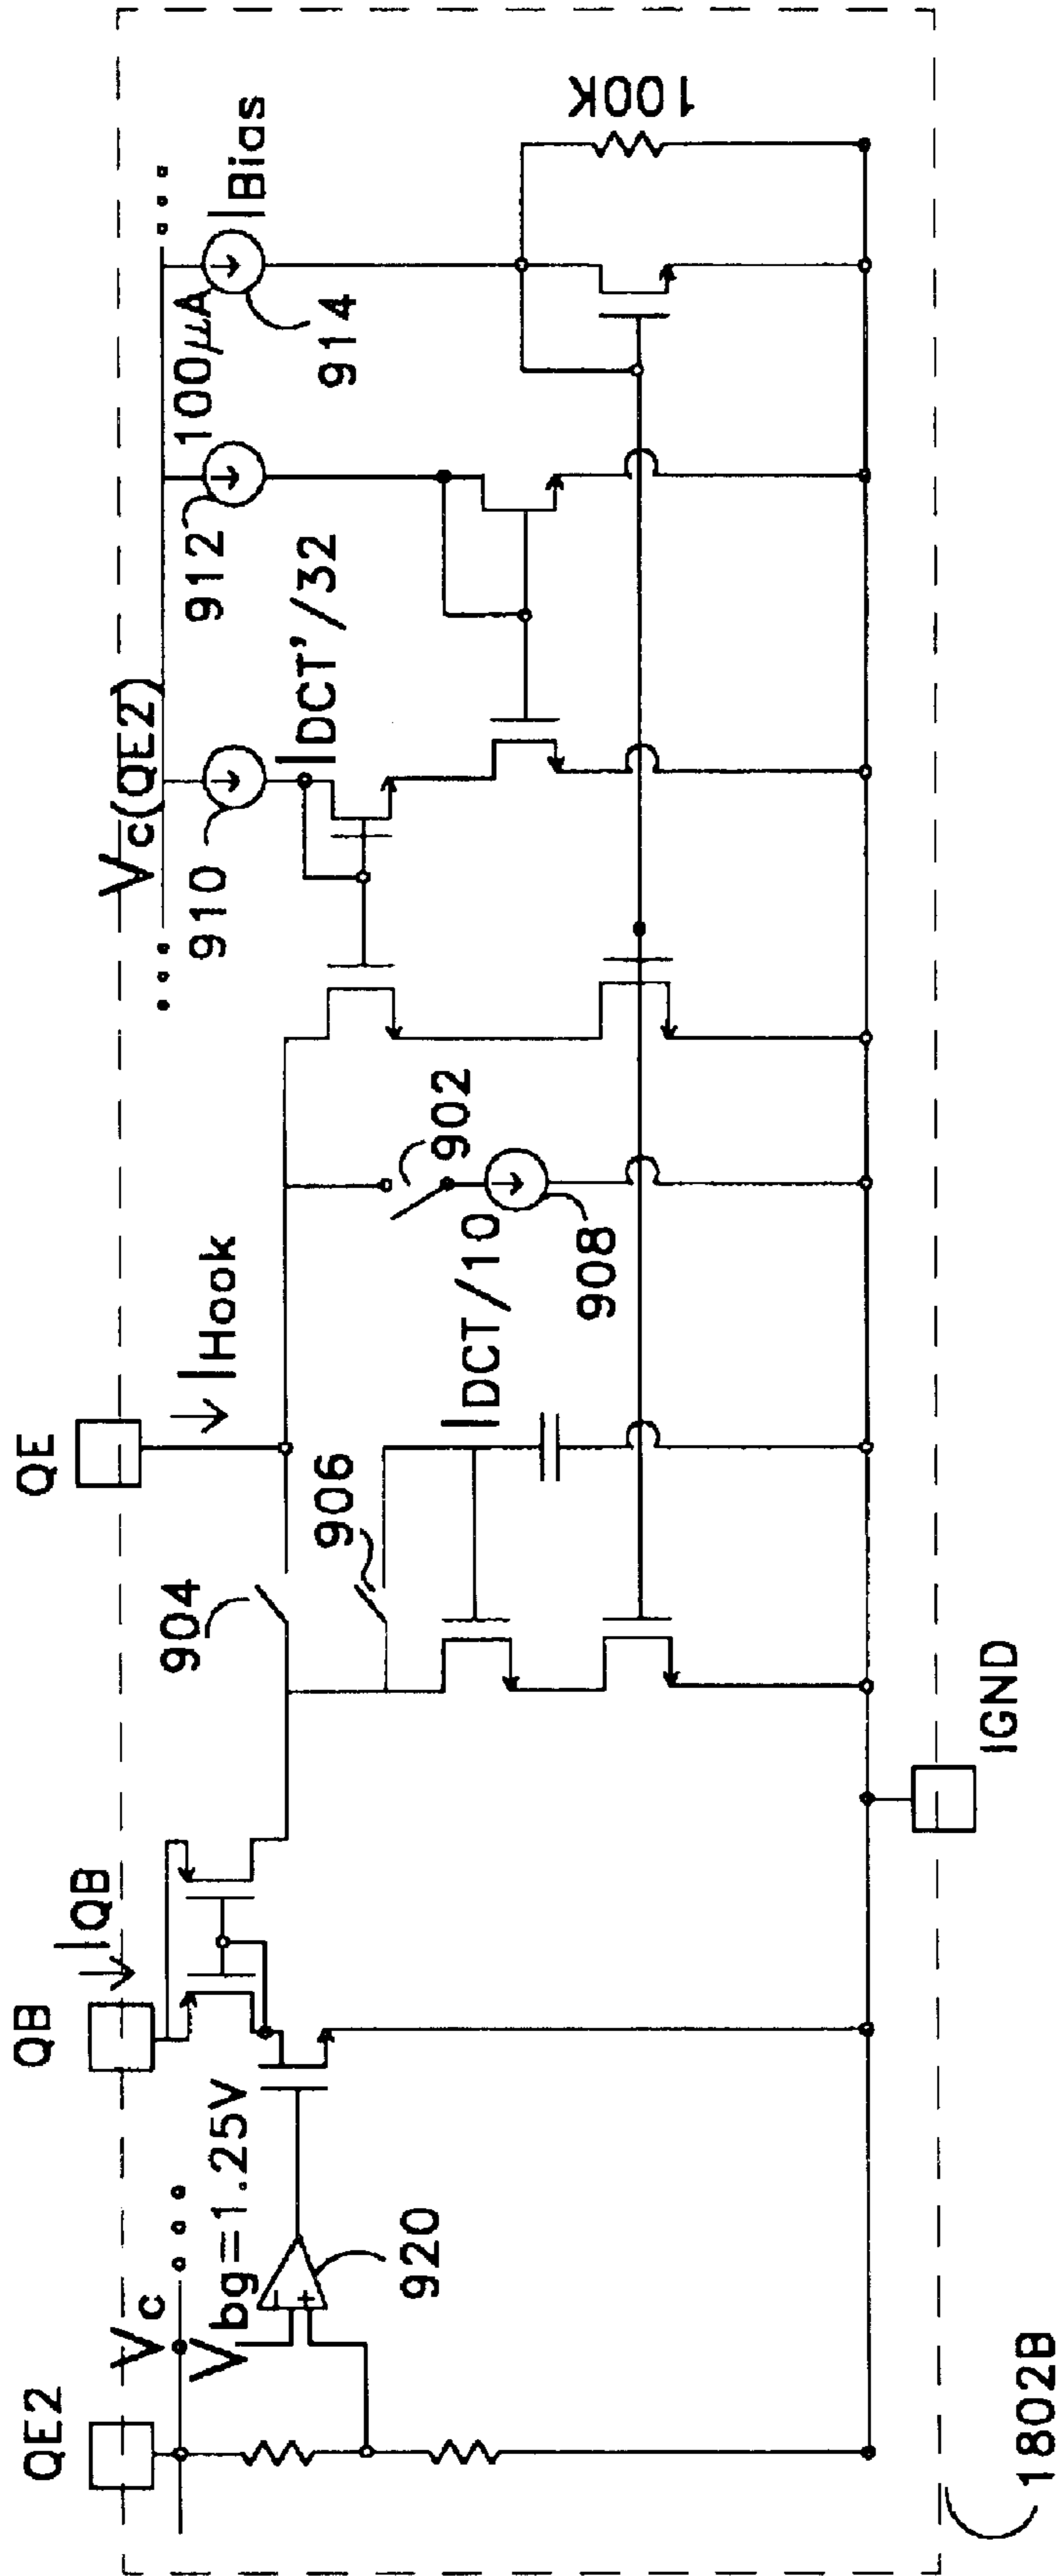 QE2
Vc
Vbg=1.25V
920
QB
IQB
904
906
QE
IHook
IDCT/10
902
908
Vc(QE2)
910
IDCT'/32
912
100µA
914
IBias
100K
IGND
1802B